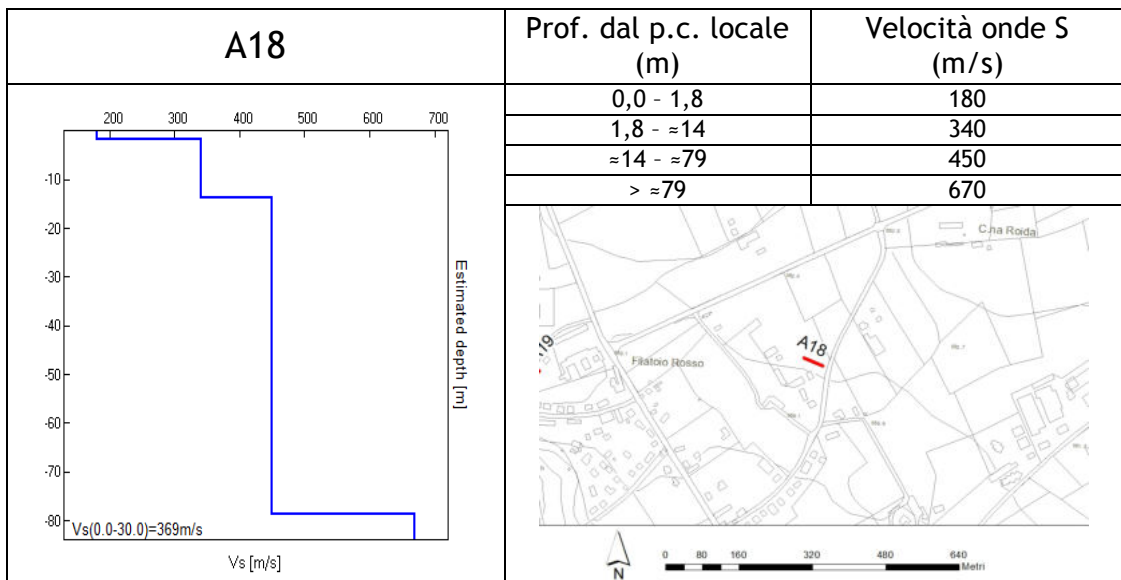 A18
Prof. dal p.c. locale
(m)
Velocità onde S
(m/s)
0,0 – 1,8
180
1,8 – ≈14
340
≈14 – ≈79
450
> ≈79
670
200 300 400 500 600 700
-10
-20
-30
-40
-50
-60
-70
-80
Estimated depth [m]
Vs(0.0-30.0)=369m/s
Vs [m/s]
C.na Roida
A18
Filatoio Rosso
N
0 80 160 320 480 640
Metri